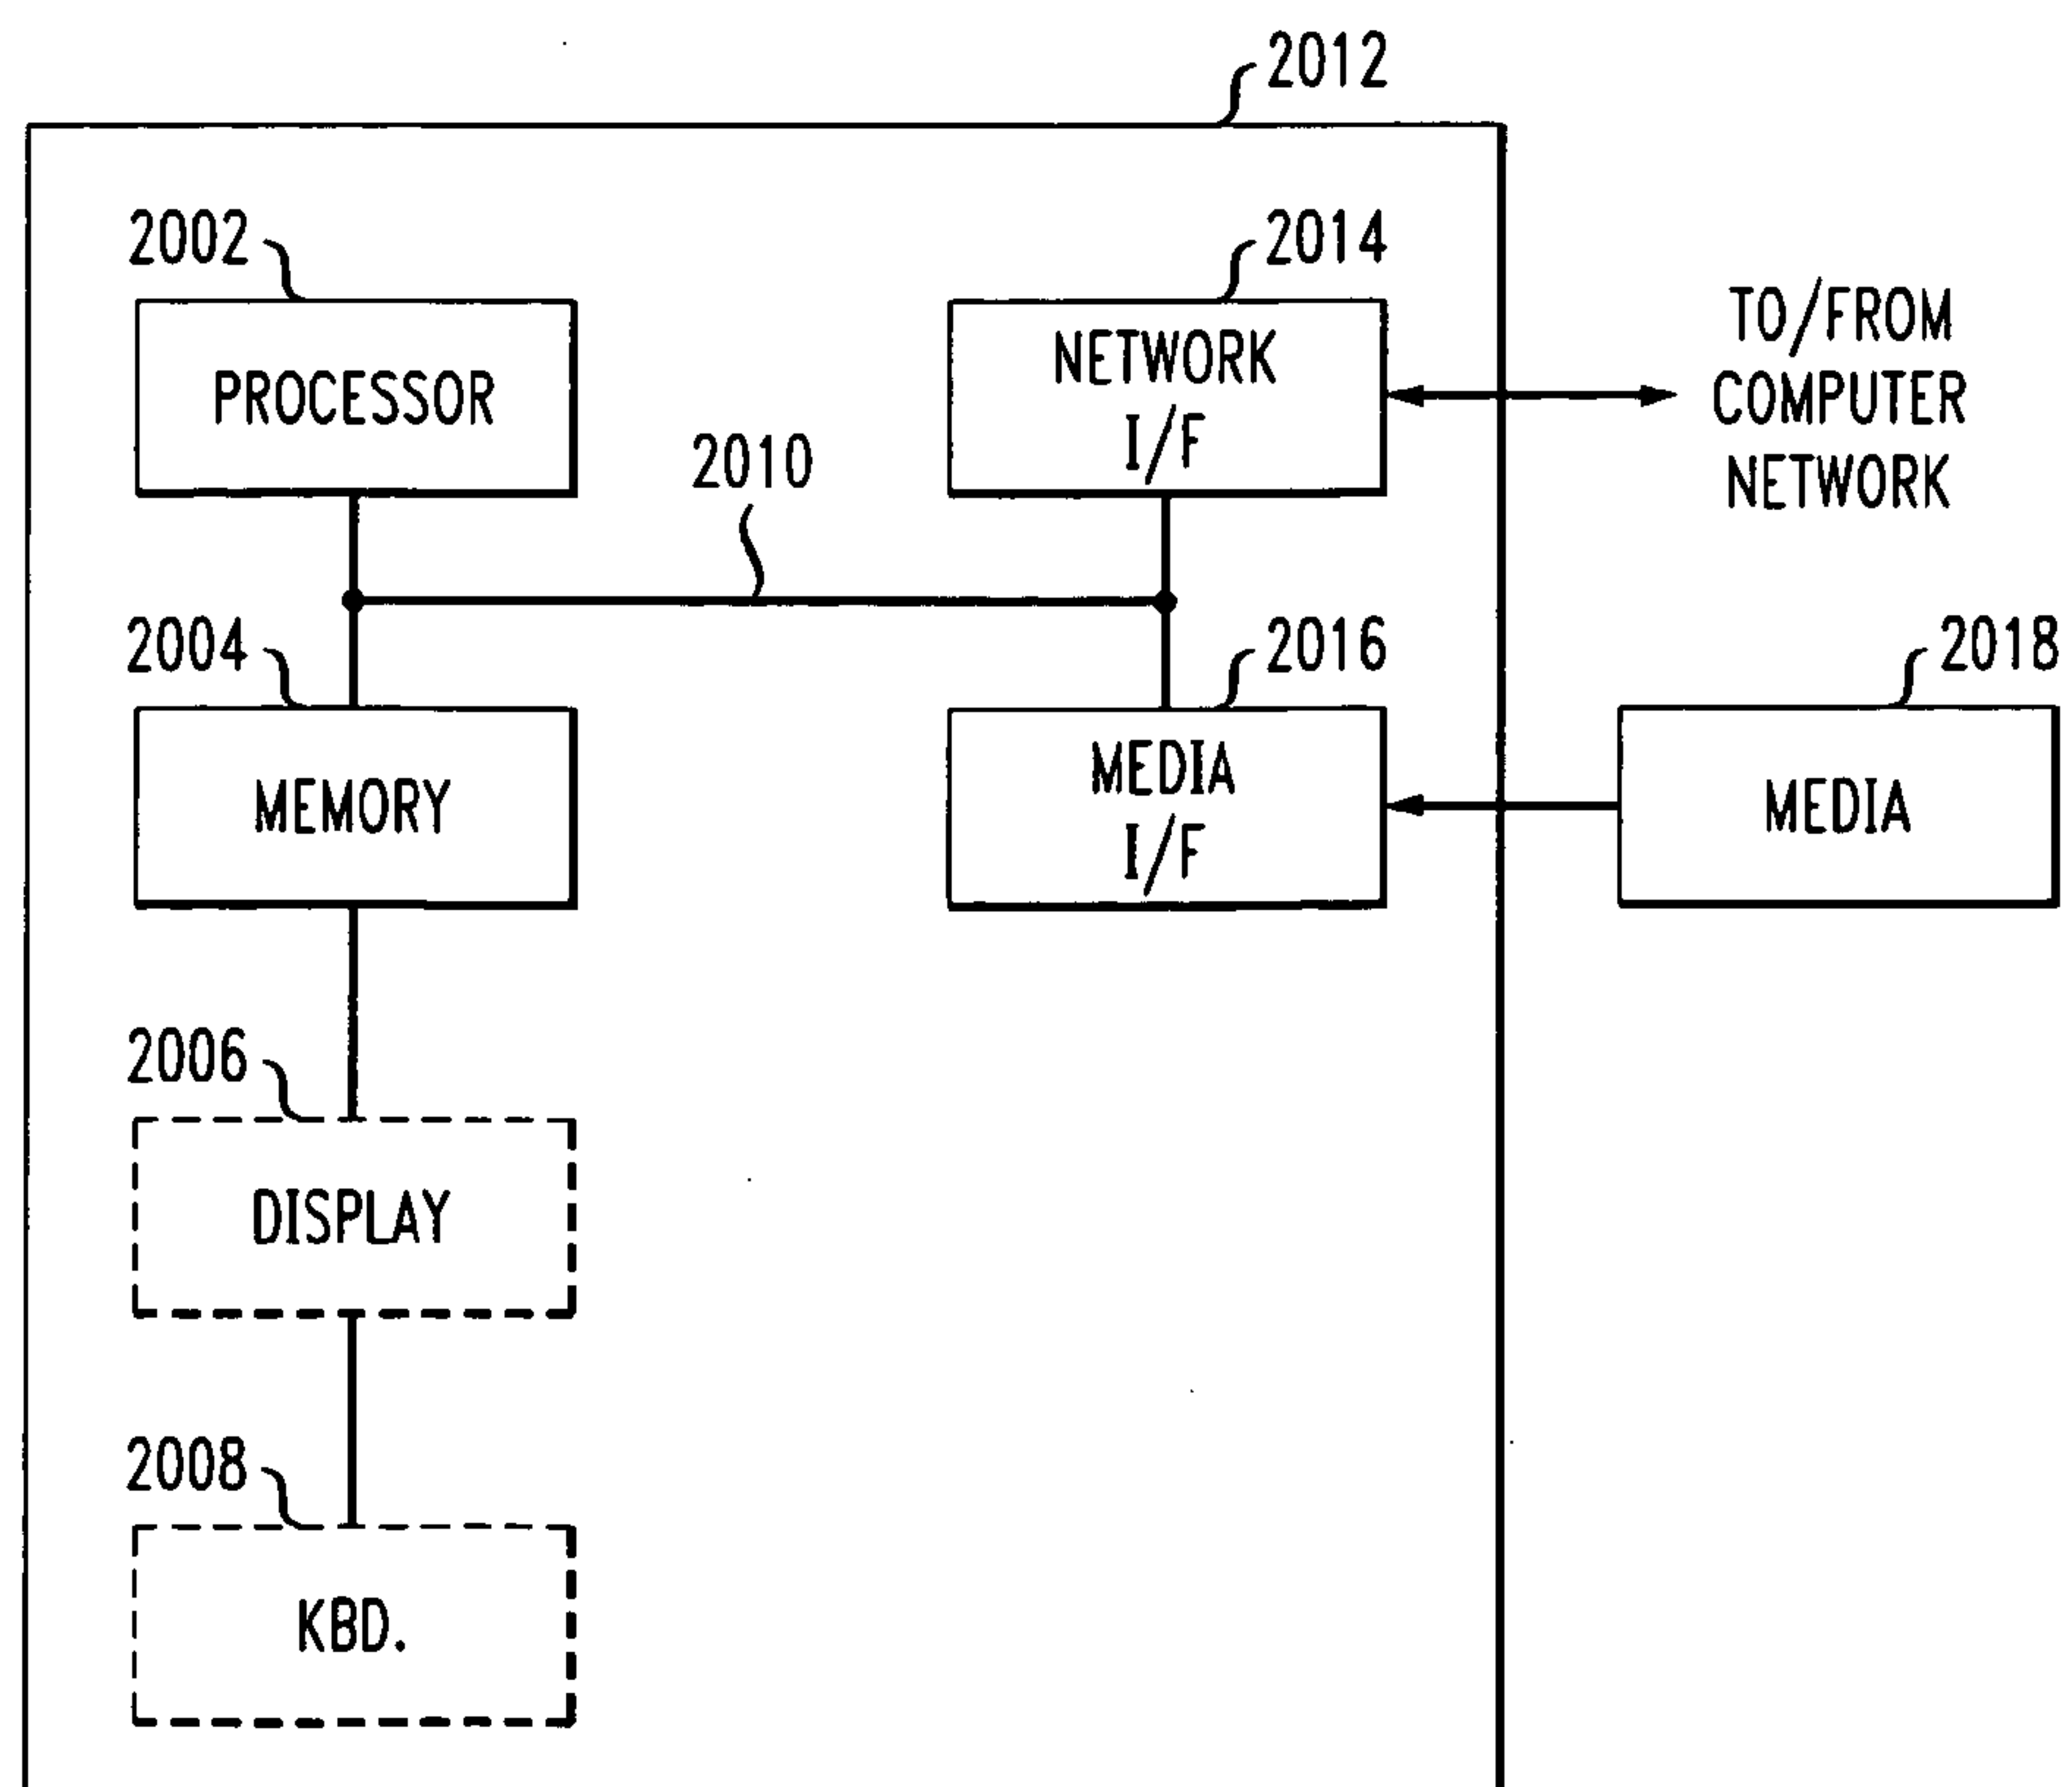 2012
2002
2014
PROCESSOR
NETWORK
I/F
TO/FROM
COMPUTER
NETWORK
2010
2004
2016
2018
MEMORY
MEDIA
I/F
MEDIA
2006
DISPLAY
2008
KBD.